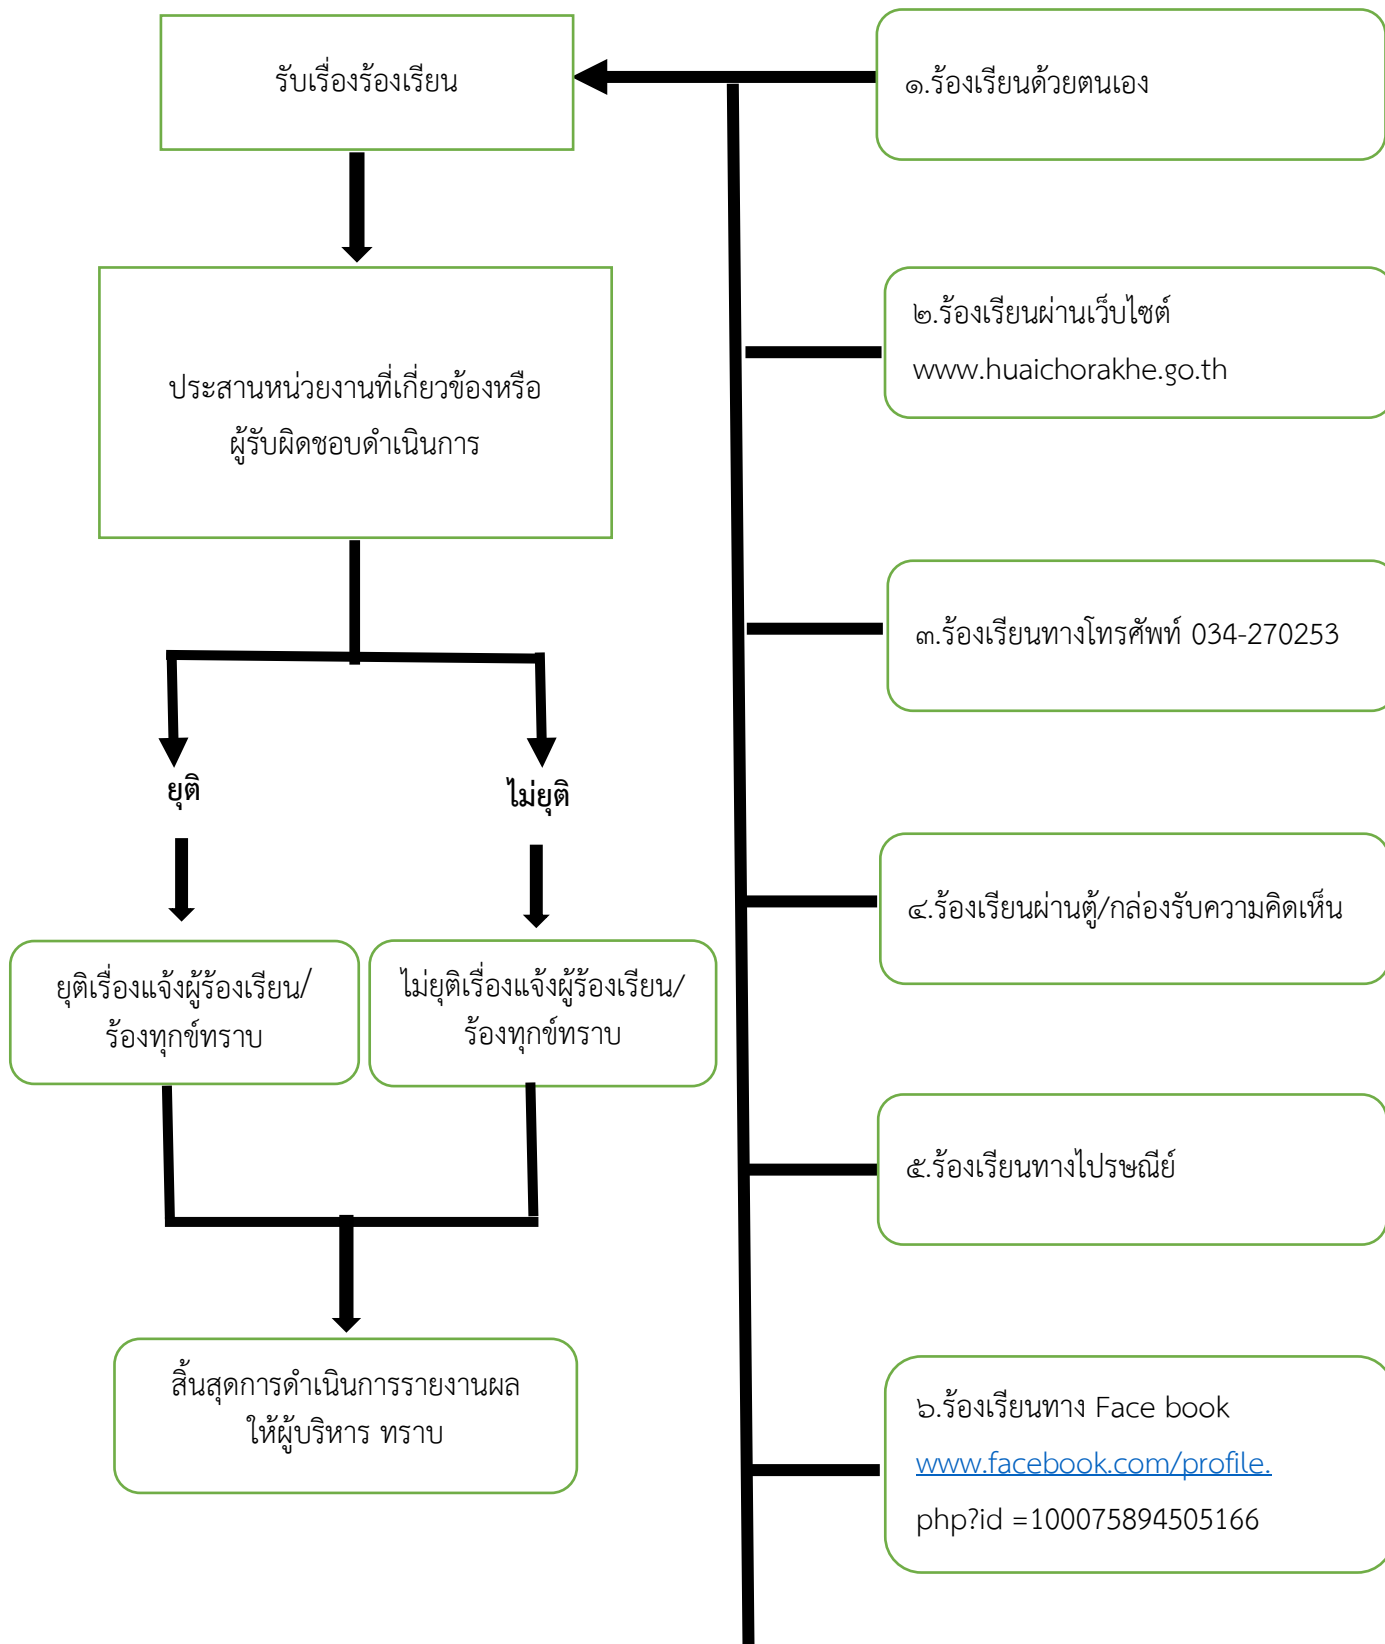 รับเรื่องร้องเรียน
๑.ร้องเรียนด้วยตนเอง
๒.ร้องเรียนผ่านเว็บไซต์
www.huaichorakhe.go.th
ประสานหน่วยงานที่เกี่ยวข้องหรือ
ผู้รับผิดชอบดำเนินการ
๓.ร้องเรียนทางโทรศัพท์ 034-270253
ยุติ
ไม่ยุติ
๔.ร้องเรียนผ่านตู้/กล่องรับความคิดเห็น
ยุติเรื่องแจ้งผู้ร้องเรียน/
ร้องทุกข์ทราบ
ไม่ยุติเรื่องแจ้งผู้ร้องเรียน/
ร้องทุกข์ทราบ
๕.ร้องเรียนทางไปรษณีย์
สิ้นสุดการดำเนินการรายงานผล
ให้ผู้บริหาร ทราบ
๖.ร้องเรียนทาง Face book
www.facebook.com/profile.
php?id =100075894505166